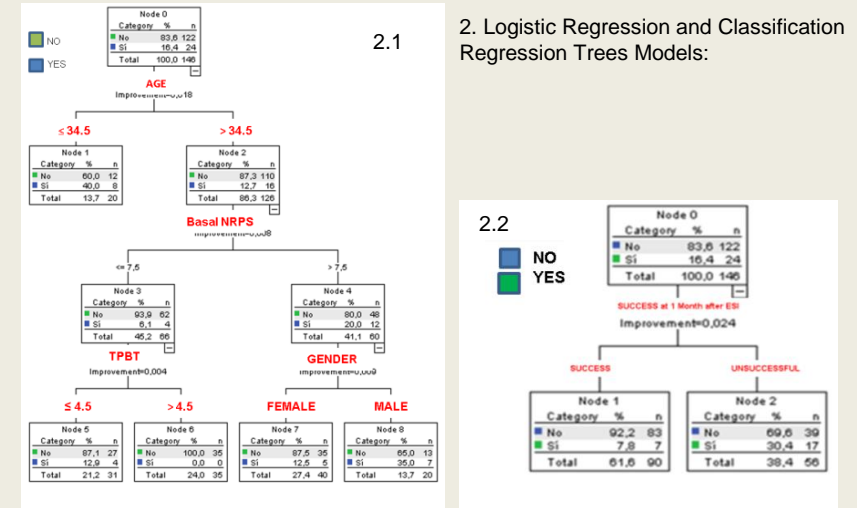 2. Logistic Regression and Classification
Regression Trees Models:
2.1
NO
YES
Node 0
Category % n
No 83,6 122
Sí 16,4 24
Total 100,0 146
AGE
Improvement=0,018
≤ 34.5
> 34.5
Node 1
Category % n
No 60,0 12
Sí 40,0 8
Total 13,7 20
Node 2
Category % n
No 87,3 110
Sí 12,7 16
Total 86,3 126
Basal NRPS
<= 7,5
> 7,5
Node 3
Category % n
No 93,9 62
Sí 6,1 4
Total 45,2 66
Node 4
Category % n
No 80,0 48
Sí 20,0 12
Total 41,1 60
TPBT
Improvement=0,004
GENDER
≤ 4.5
> 4.5
FEMALE
MALE
Node 5
Category % n
No 87,1 27
Sí 12,9 4
Total 21,2 31
Node 6
Category % n
No 100,0 35
Sí 0,0 0
Total 24,0 35
Node 7
Category % n
No 87,5 35
Sí 12,5 5
Total 27,4 40
Node 8
Category % n
No 65,0 13
Sí 35,0 7
Total 13,7 20
2.2
NO
YES
Node 0
Category % n
No 83,6 122
Sí 16,4 24
Total 100,0 146
SUCCESS at 1 Month after ESI
Improvement=0,024
SUCCESS
UNSUCCESSFUL
Node 1
Category % n
No 92,2 83
Sí 7,8 7
Total 61,6 90
Node 2
Category % n
No 69,6 39
Sí 30,4 17
Total 38,4 56